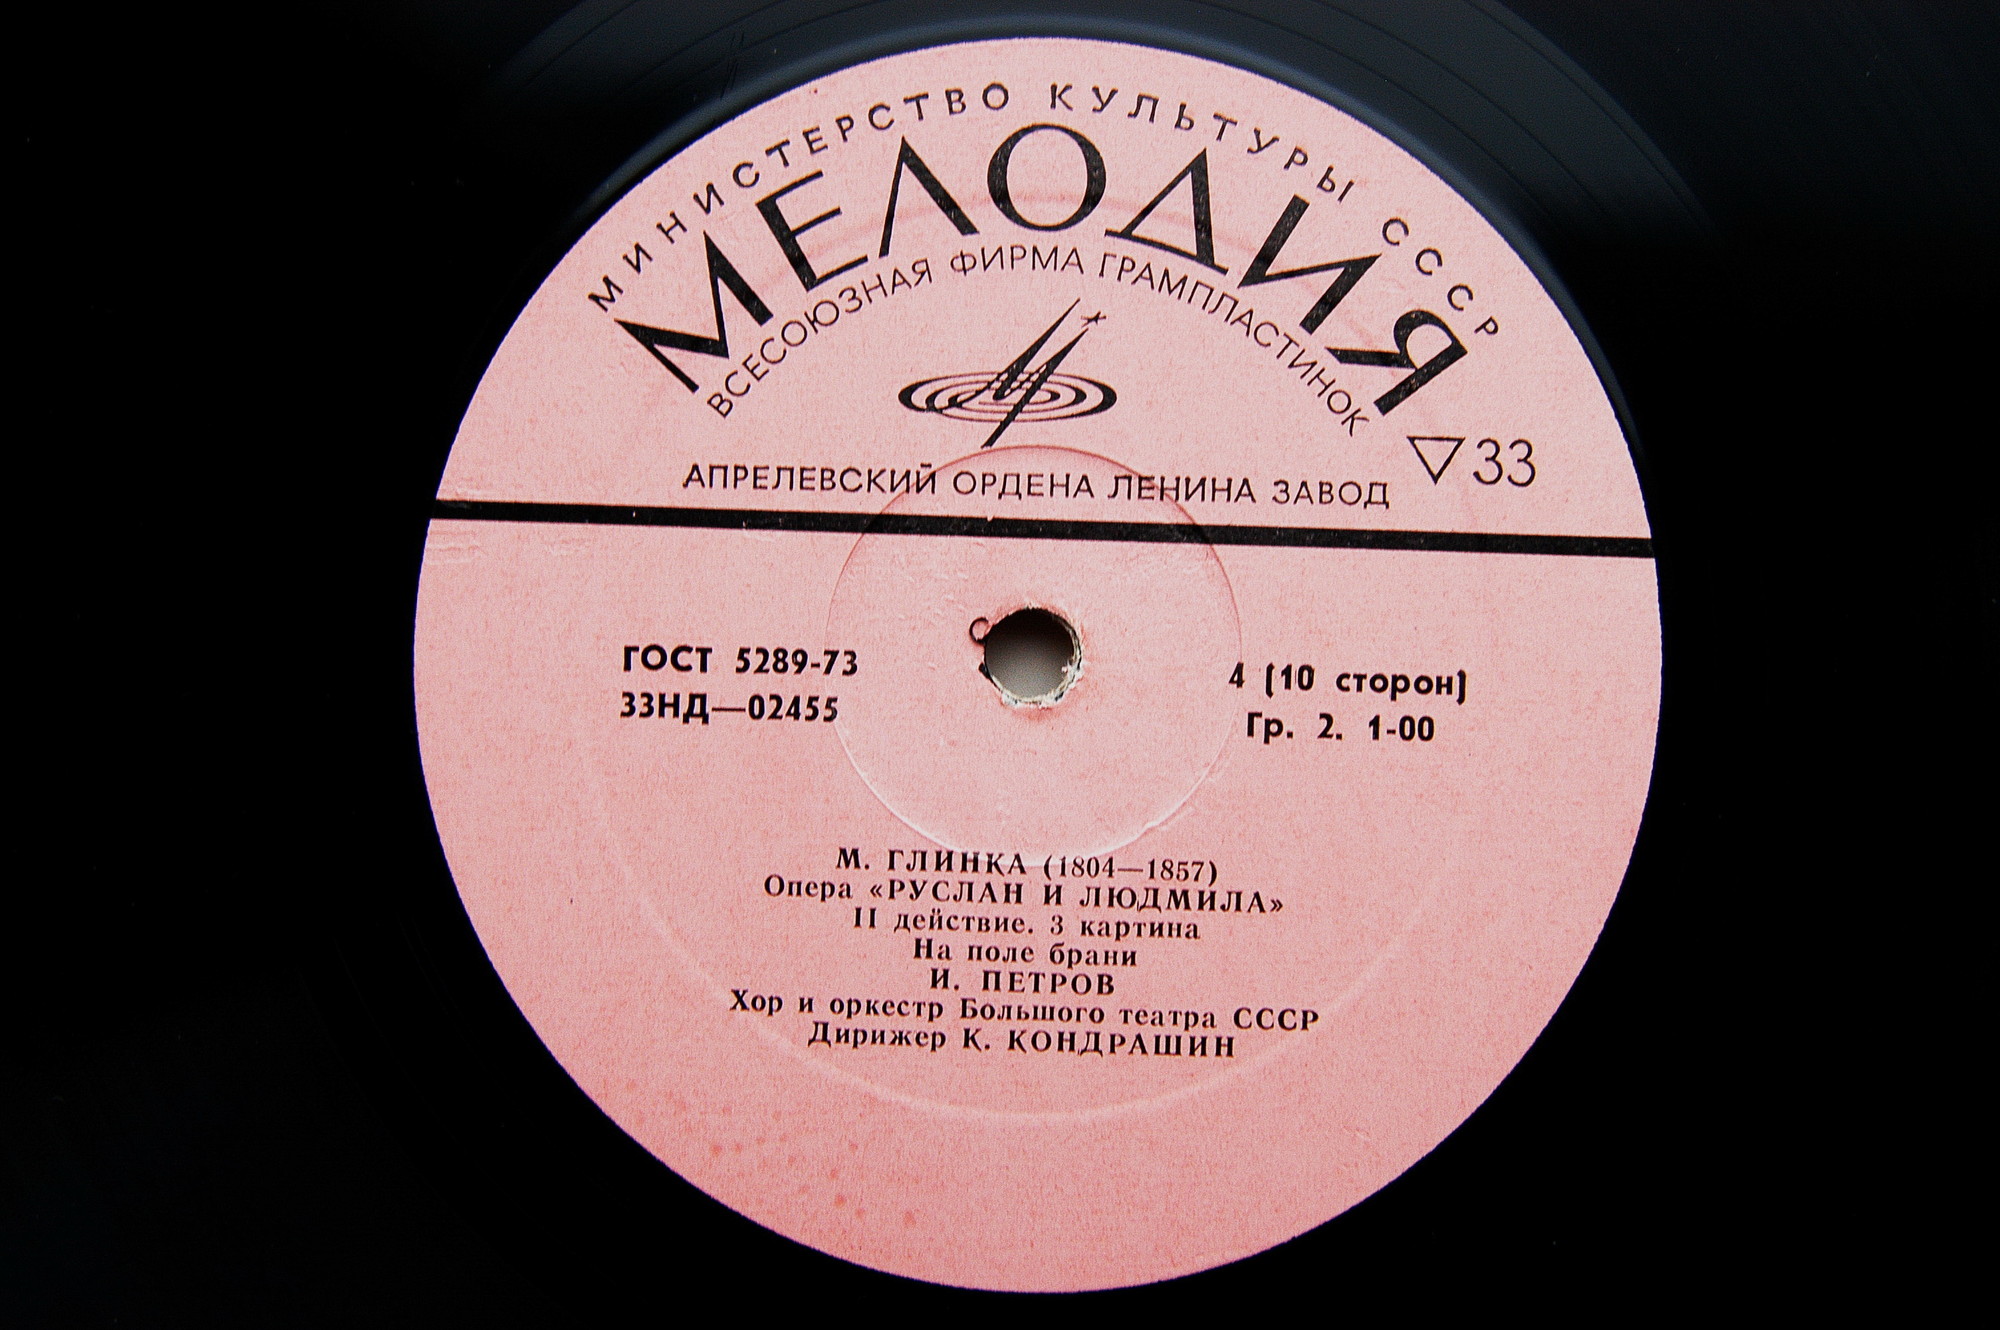 МИНИСТЕРСТВО КУЛЬТУРЫ СССР
МЕЛОДИЯ
ВСЕСОЮЗНАЯ ФИРМА ГРАМПЛАСТИНОК
▽33
АПРЕЛЕВСКИЙ ОРДЕНА ЛЕНИНА ЗАВОД
ГОСТ 5289-73
33НД—02455
4 (10 сторон)
Гр. 2. 1-00
М. ГЛИНКА (1804—1857)
Опера «РУСЛАН И ЛЮДМИЛА»
II действие. 3 картина
На поле брани
И. ПЕТРОВ
Хор и оркестр Большого театра СССР
Дирижер К. КОНДРАШИН